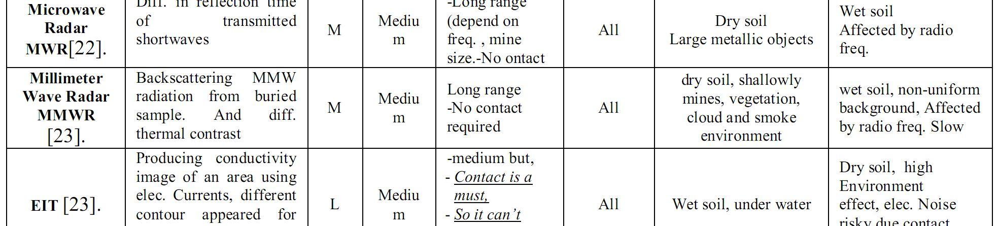 Microwave
Radar
MWR[22].
Diff. in reflection time
of transmitted
shortwaves
M
Mediu
m
-Long range
(depend on
freq. , mine
size.-No ontact
All
Dry soil
Large metallic objects
Wet soil
Affected by radio
freq.
Millimeter
Wave Radar
MMWR
[23].
Backscattering MMW
radiation from buried
sample. And diff.
thermal contrast
M
Mediu
m
Long range
-No contact
required
All
dry soil, shallowly
mines, vegetation,
cloud and smoke
environment
wet soil, non-uniform
background, Affected
by radio freq. Slow
EIT [23].
Producing conductivity
image of an area using
elec. Currents, different
contour appeared for
L
Mediu
m
-medium but,
- Contact is a
must,
- So it can’t
All
Wet soil, under water
Dry soil, high
Environment
effect, elec. Noise
risky due contact